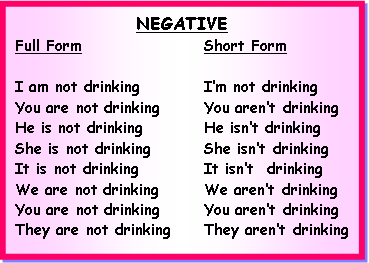 NEGATIVE
Full Form Short Form
I am not drinking I'm not drinking
You are not drinking You aren't drinking
He is not drinking He isn't drinking
She is not drinking She isn't drinking
It is not drinking It isn't drinking
We are not drinking We aren't drinking
You are not drinking You aren't drinking
They are not drinking They aren't drinking